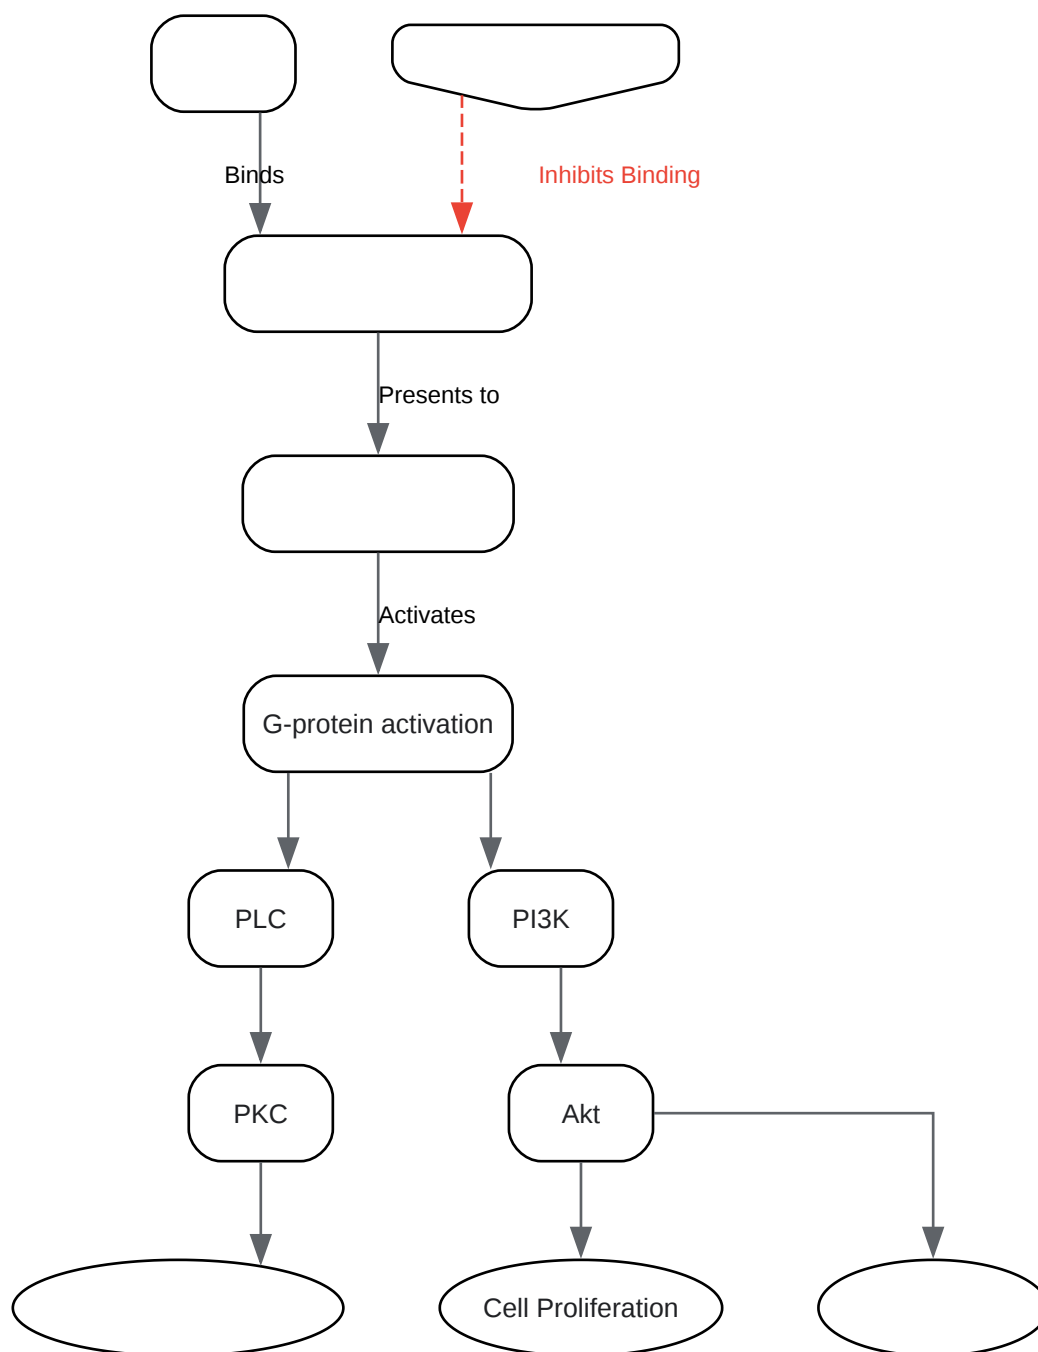 Binds
Inhibits Binding
Presents to
Activates
G-protein activation
PLC
PI3K
PKC
Akt
Cell Proliferation